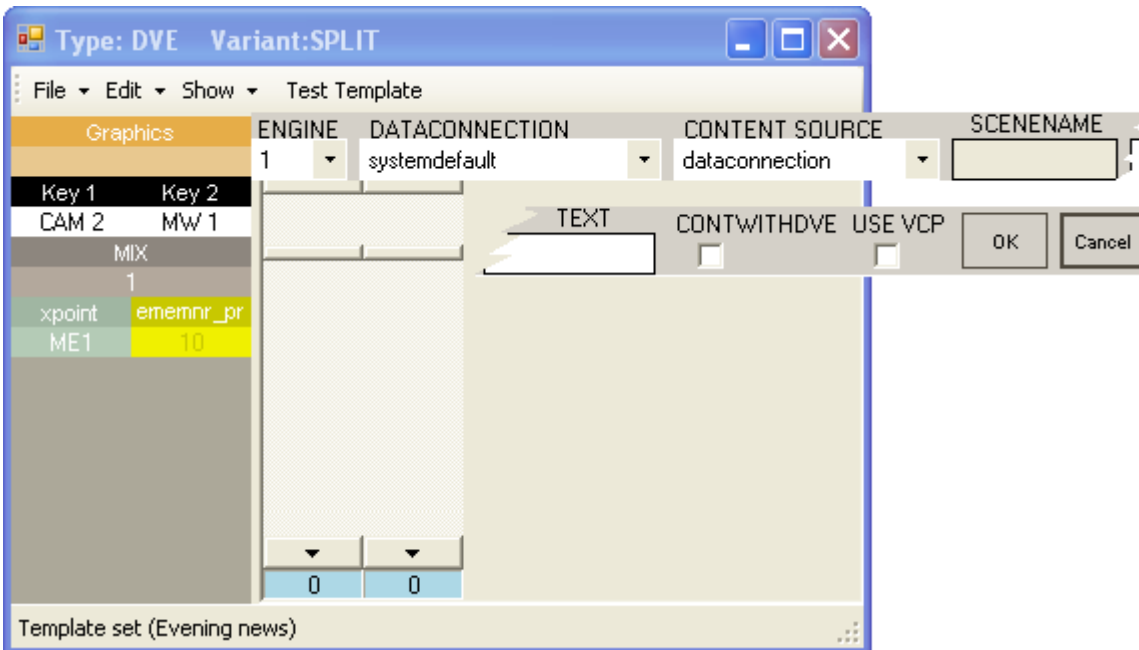 Type: DVE Variant:SPLIT
File Edit Show Test Template
Graphics ENGINE DATACONNECTION CONTENT SOURCE SCENENAME
1 systemdefault dataconnection
Key 1 Key 2
CAM 2 MW 1 TEXT CONTWITHDVE USE VCP OK Cancel
MIX
1
xpoint ememnr_pr
ME1 10
0 0
Template set (Evening news)